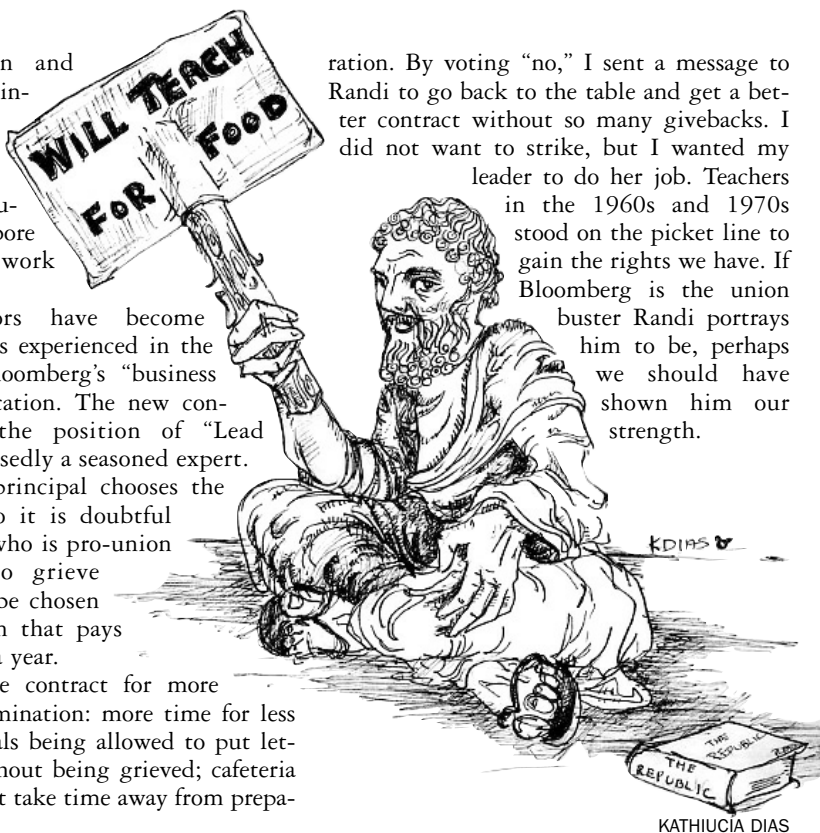 WILL TEACH
FOR FOOD
n and
in-
u-
work
ors have become
s experienced in the
loomberg's “business
cation. The new con-
the position of “Lead
sedly a seasoned expert.
principal chooses the
o it is doubtful
who is pro-union
o grieve
be chosen
n that pays
a year.
e contract for more
mination: more time for less
als being allowed to put let-
hout being grieved; cafeteria
t take time away from prepa-
ration. By voting “no,” I sent a message to
Randi to go back to the table and get a bet-
ter contract without so many givebacks. I
did not want to strike, but I wanted my
leader to do her job. Teachers
in the 1960s and 1970s
stood on the picket line to
gain the rights we have. If
Bloomberg is the union
buster Randi portrays
him to be, perhaps
we should have
shown him our
strength.
KDIAS
THE
REPUBLIC
THE
REPUBLIC
KATHIUCIA DIAS